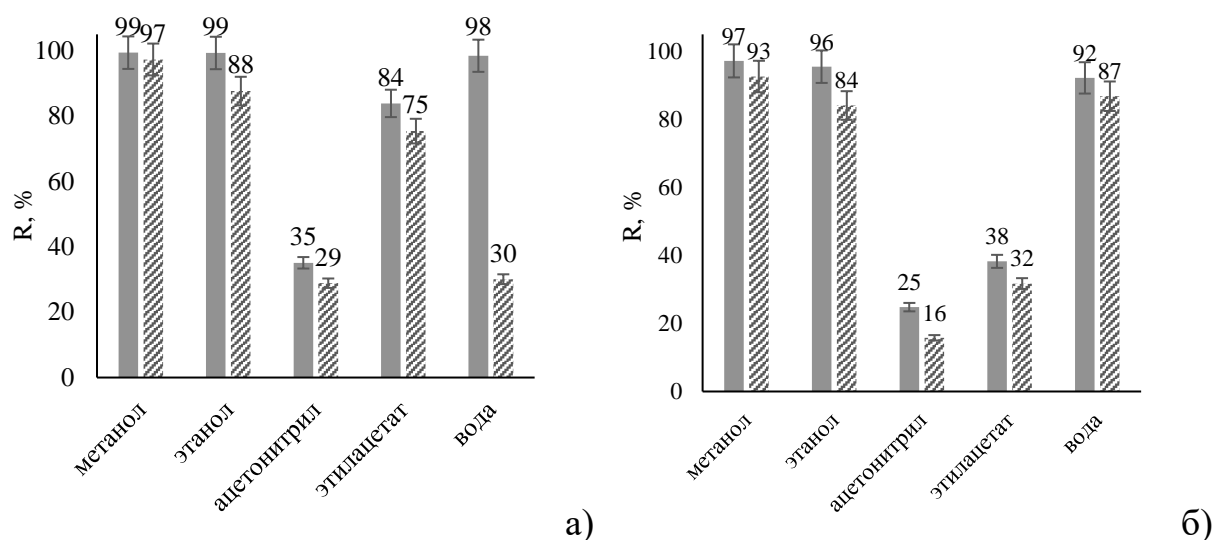 99 97
99
88
35
29
84
75
98
30
100
80
60
40
20
0
R, %
метанол
этанол
ацетонитрил
этилацетат
вода
а)
97
93
96
84
25
16
38
32
92
87
100
80
60
40
20
0
R, %
метанол
этанол
ацетонитрил
этилацетат
вода
б)